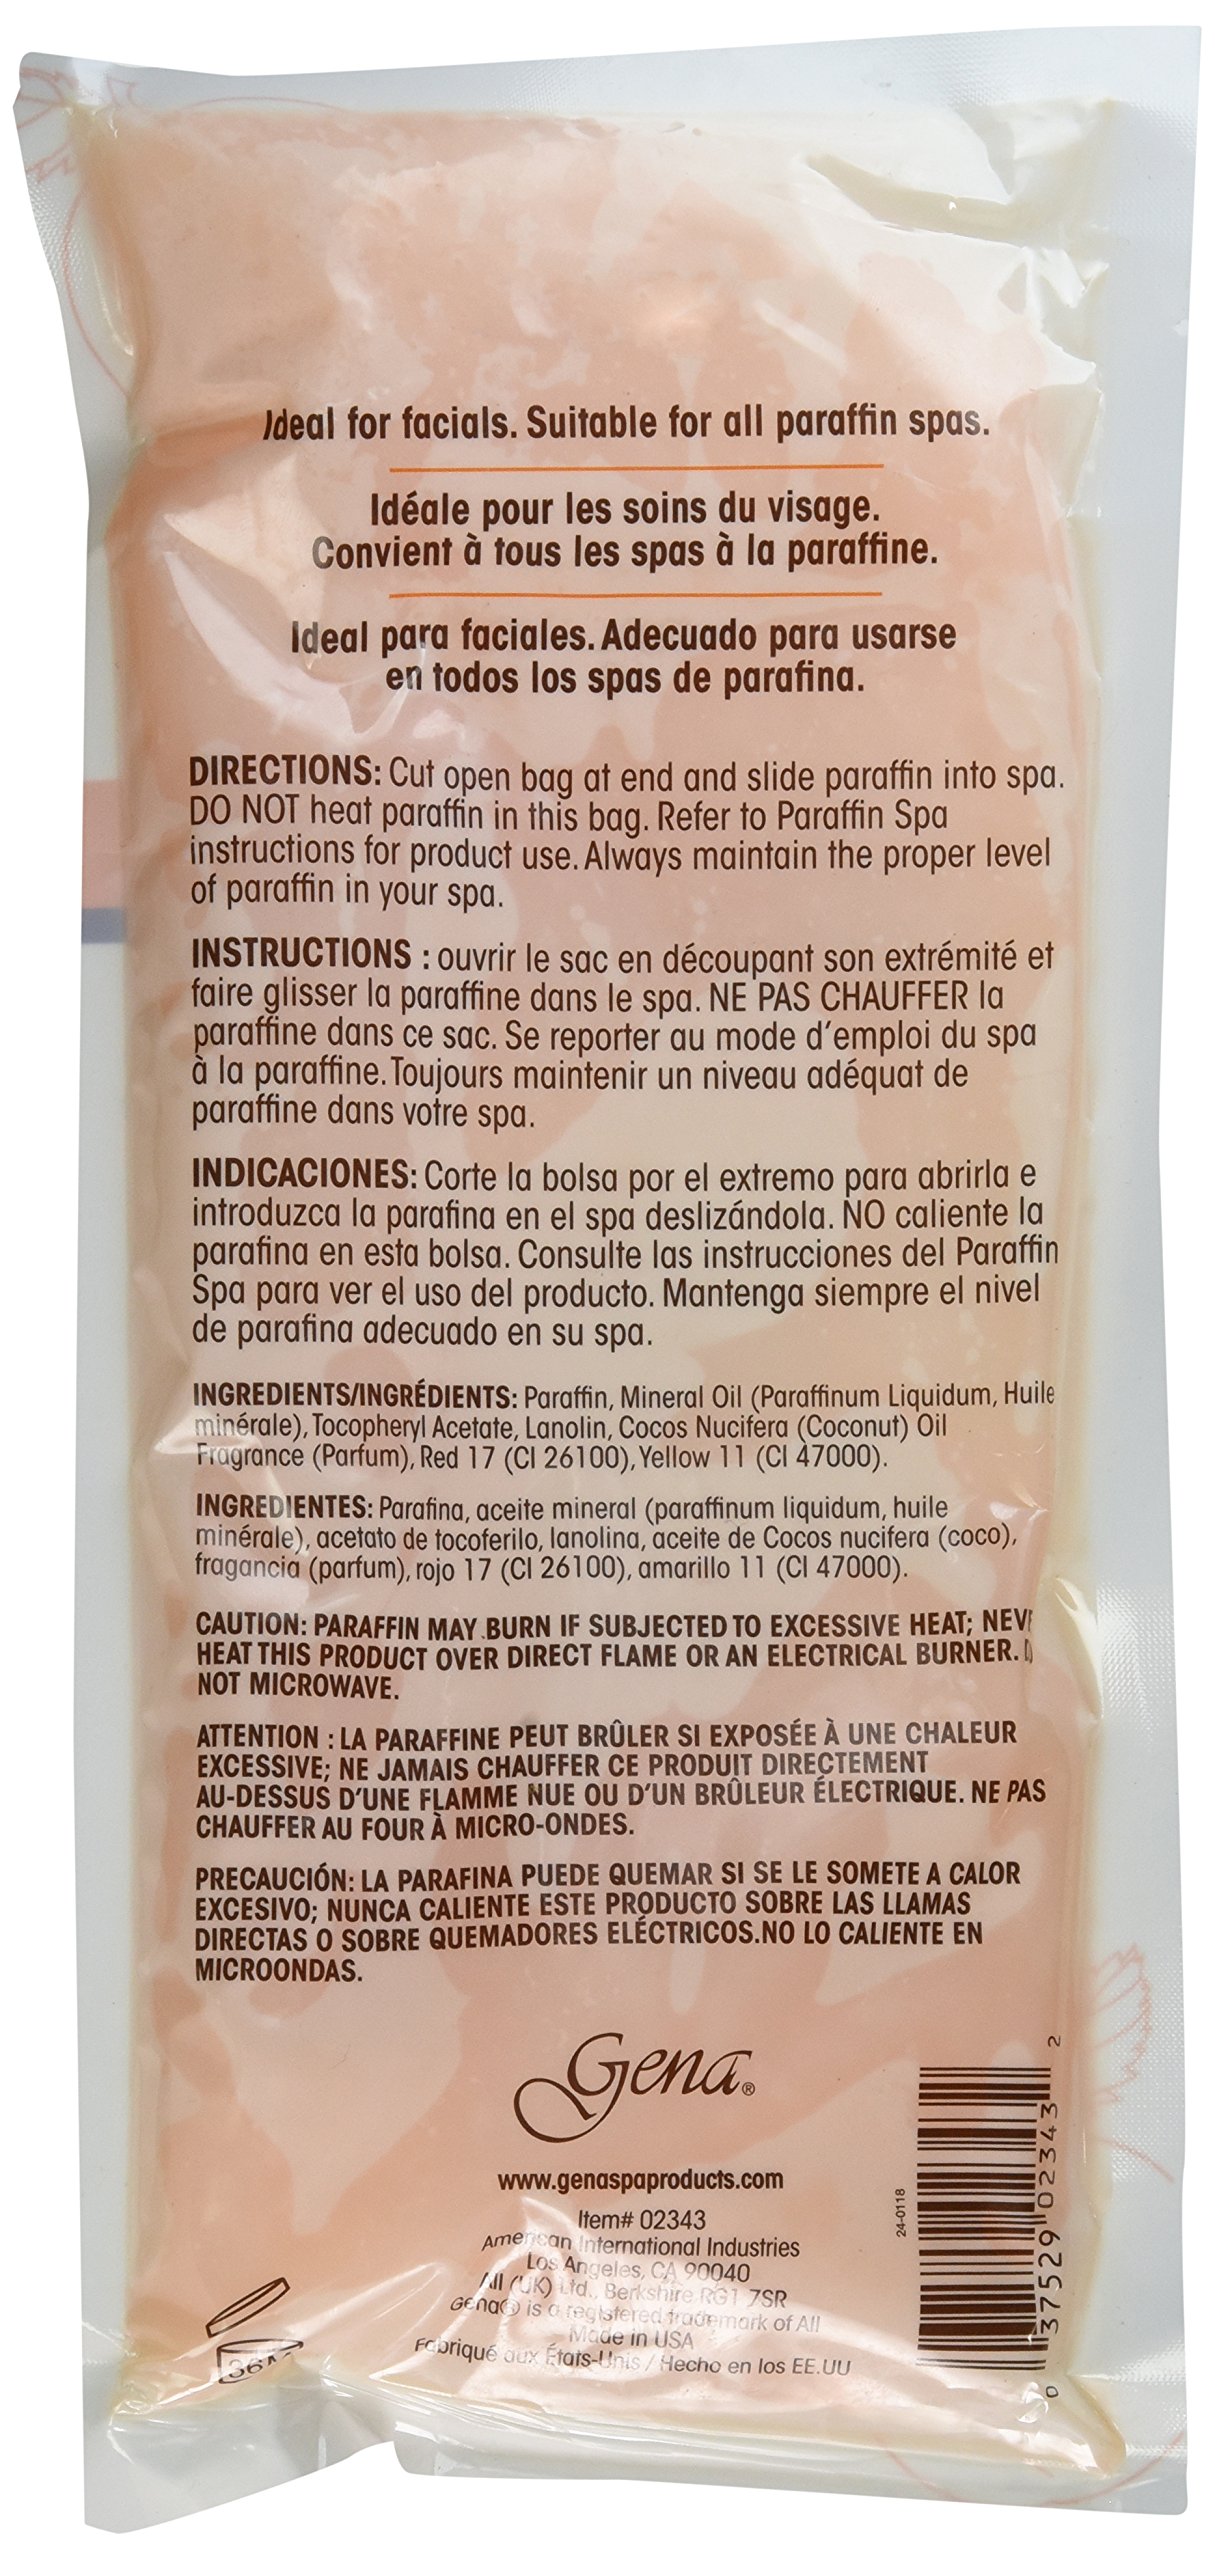 Ideal for facials. Suitable for all paraffin spas.
Idéale pour les soins du visage.
Convient à tous les spas à la paraffine.
Ideal para faciales. Adecuado para usarse
en todos los spas de parafina.
DIRECTIONS: Cut open bag at end and slide paraffin into spa.
DO NOT heat paraffin in this bag. Refer to Paraffin Spa
instructions for product use. Always maintain the proper level
of paraffin in your spa.
INSTRUCTIONS : ouvrir le sac en découpant son extrémité et
faire glisser la paraffine dans le spa. NE PAS CHAUFFER la
paraffine dans ce sac. Se reporter au mode d'emploi du spa
à la paraffine. Toujours maintenir un niveau adéquat de
paraffine dans votre spa.
INDICACIONES: Corte la bolsa por el extremo para abrirla e
introduzca la parafina en el spa deslizándola. NO caliente la
parafina en esta bolsa. Consulte las instrucciones del Paraffin
Spa para ver el uso del producto. Mantenga siempre el nivel
de parafina adecuado en su spa.
INGREDIENTS/INGRÉDIENTS: Paraffin, Mineral Oil (Paraffinum Liquidum, Huile
minérale), Tocopheryl Acetate, Lanolin, Cocos Nucifera (Coconut) Oil
Fragrance (Parfum), Red 17 (CI 26100), Yellow 11 (CI 47000).
INGREDIENTES: Parafina, aceite mineral (paraffinum liquidum, huile
minérale), acetato de tocoferilo, lanolina, aceite de Cocos nucifera (coco),
fragancia (parfum), rojo 17 (CI 26100), amarillo 11 (CI 47000).
CAUTION: PARAFFIN MAY BURN IF SUBJECTED TO EXCESSIVE HEAT;
HEAT THIS PRODUCT OVER DIRECT FLAME OR AN ELECTRICAL BURNER.
NOT MICROWAVE.
ATTENTION : LA PARAFFINE PEUT BRÛLER SI EXPOSÉE À UNE CHALEUR
EXCESSIVE; NE JAMAIS CHAUFFER CE PRODUIT DIRECTEMENT
AU-DESSUS D'UNE FLAMME NUE OU D'UN BRÛLEUR ÉLECTRIQUE. NE PAS
CHAUFFER AU FOUR À MICRO-ONDES.
PRECAUCIÓN: LA PARAFINA PUEDE QUEMAR SI SE LE SOMETE A CALOR
EXCESIVO; NUNCA CALIENTE ESTE PRODUCTO SOBRE LAS LLAMAS
DIRECTAS O SOBRE QUEMADORES ELÉCTRICOS.NO LO CALIENTE EN
MICROONDAS.
Gena®
www.genaspaproducts.com
Item# 02343
American International Industries
Los Angeles, CA 90040
AII (UK) Ltd., Berkshire RG1 7SR
Gena® is a registered trademark of AII
Made in USA
Fabriqué aux États-Unis / Hecho en los EE.UU
36M
24-0118
0 37529 02343 2